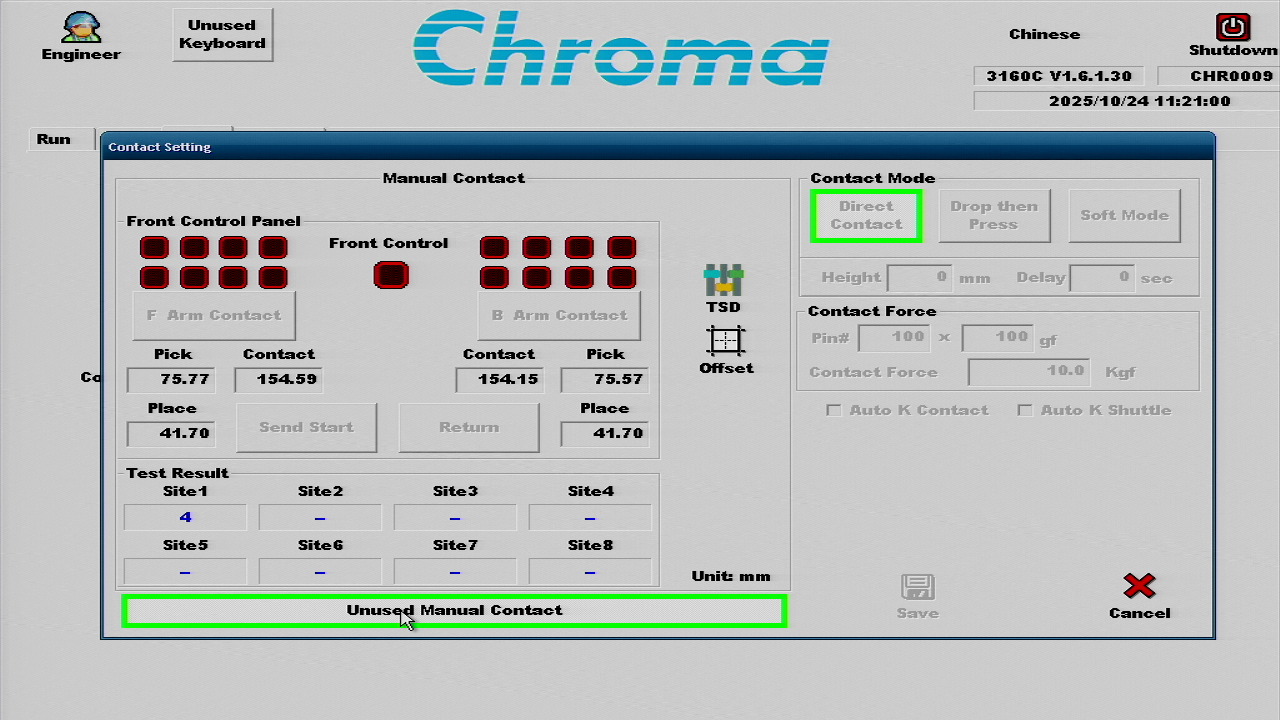 Engineer
Unused
Keyboard
Chroma
Chinese
Shutdown
3160C V1.6.1.30
CHR0009
2025/10/24 11:21:00
Run
Contact Setting
Manual Contact
Front Control Panel
Front Control
F Arm Contact
B Arm Contact
Pick
Contact
Contact
Pick
75.77
154.59
154.15
75.57
Place
Place
41.70
Send Start
Return
41.70
TSD
Offset
Test Result
Site1
Site2
Site3
Site4
4
–
–
–
Site5
Site6
Site7
Site8
–
–
–
–
Unit: mm
Unused Manual Contact
Contact Mode
Direct
Contact
Drop then
Press
Soft Mode
Height 0 mm Delay 0 sec
Contact Force
Pin# 100 x 100 gf
Contact Force 10.0 Kgf
Auto K Contact
Auto K Shuttle
Save
Cancel
Co